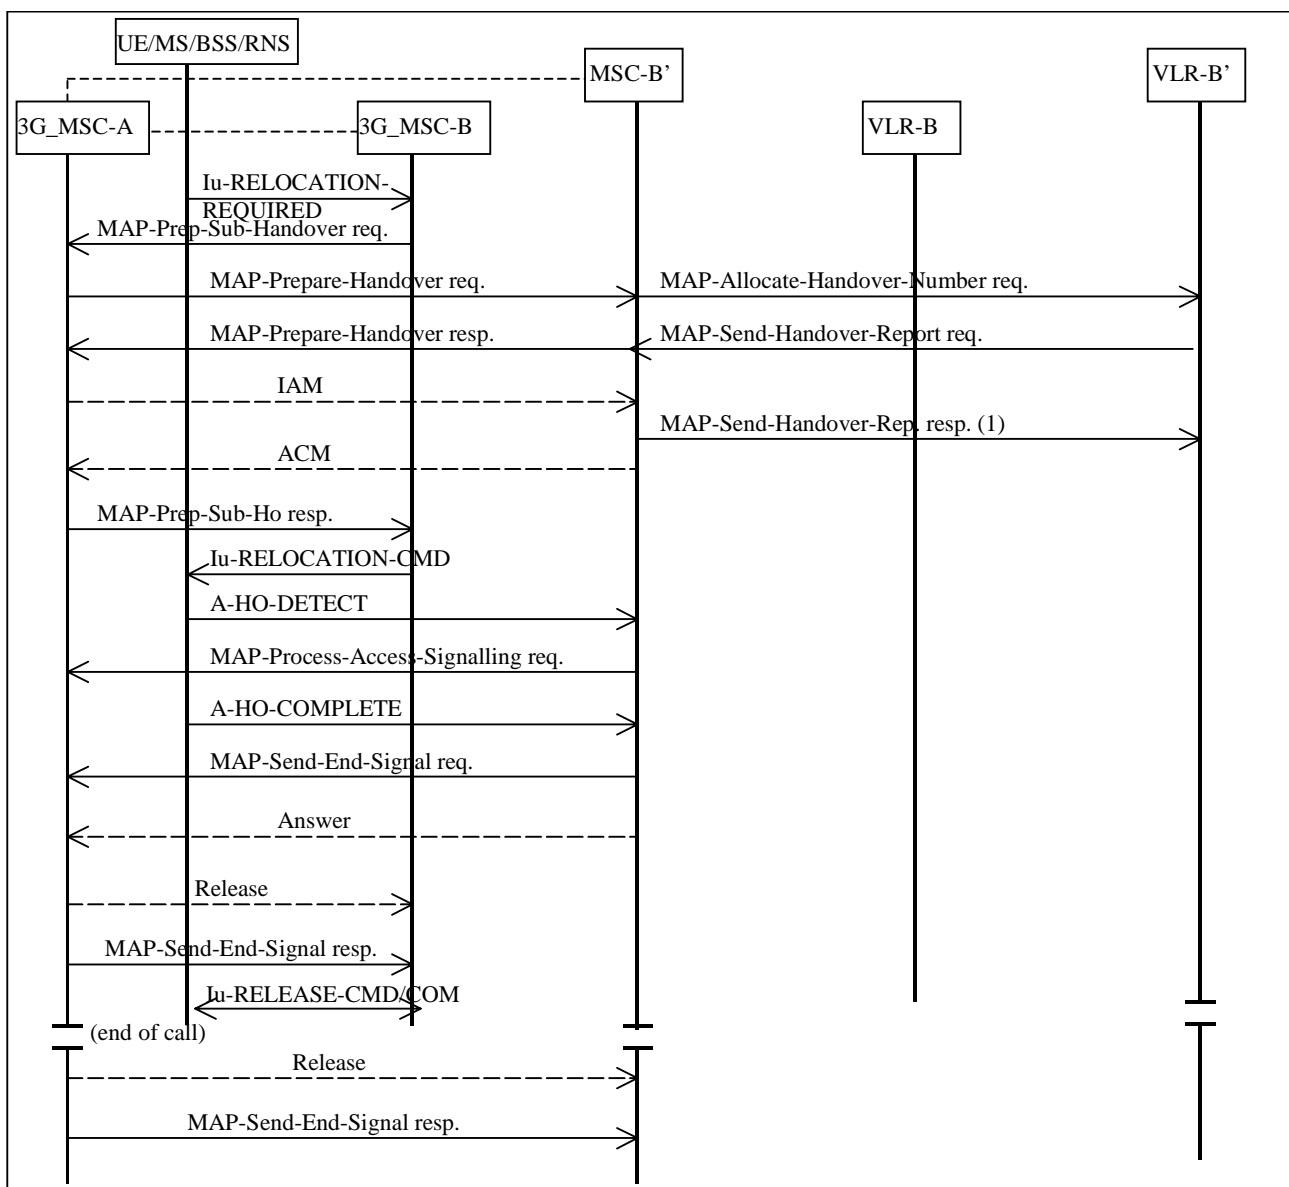 UE/MS/BSS/RNS
MSC-B’
VLR-B’
3G_MSC-A
3G_MSC-B
VLR-B
Iu-RELOCATION-
REQUIRED
MAP-Prep-Sub-Handover req.
MAP-Prepare-Handover req.
MAP-Allocate-Handover-Number req.
MAP-Prepare-Handover resp.
MAP-Send-Handover-Report req.
IAM
MAP-Send-Handover-Rep. resp. (1)
ACM
MAP-Prep-Sub-Ho resp.
Iu-RELOCATION-CMD
A-HO-DETECT
MAP-Process-Access-Signalling req.
A-HO-COMPLETE
MAP-Send-End-Signal req.
Answer
Release
MAP-Send-End-Signal resp.
Iu-RELEASE-CMD/COM
(end of call)
Release
MAP-Send-End-Signal resp.